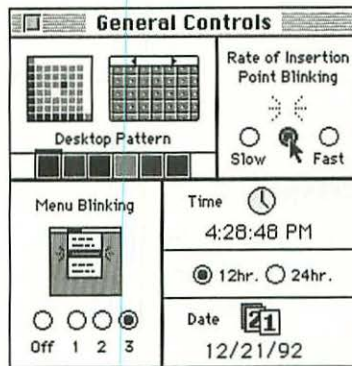 General Controls
Rate of Insertion
Point Blinking
Desktop Pattern
Slow Fast
Menu Blinking
Off 1 2 3
Time
4:28:48 PM
12hr. 24hr.
Date 21
12/21/92